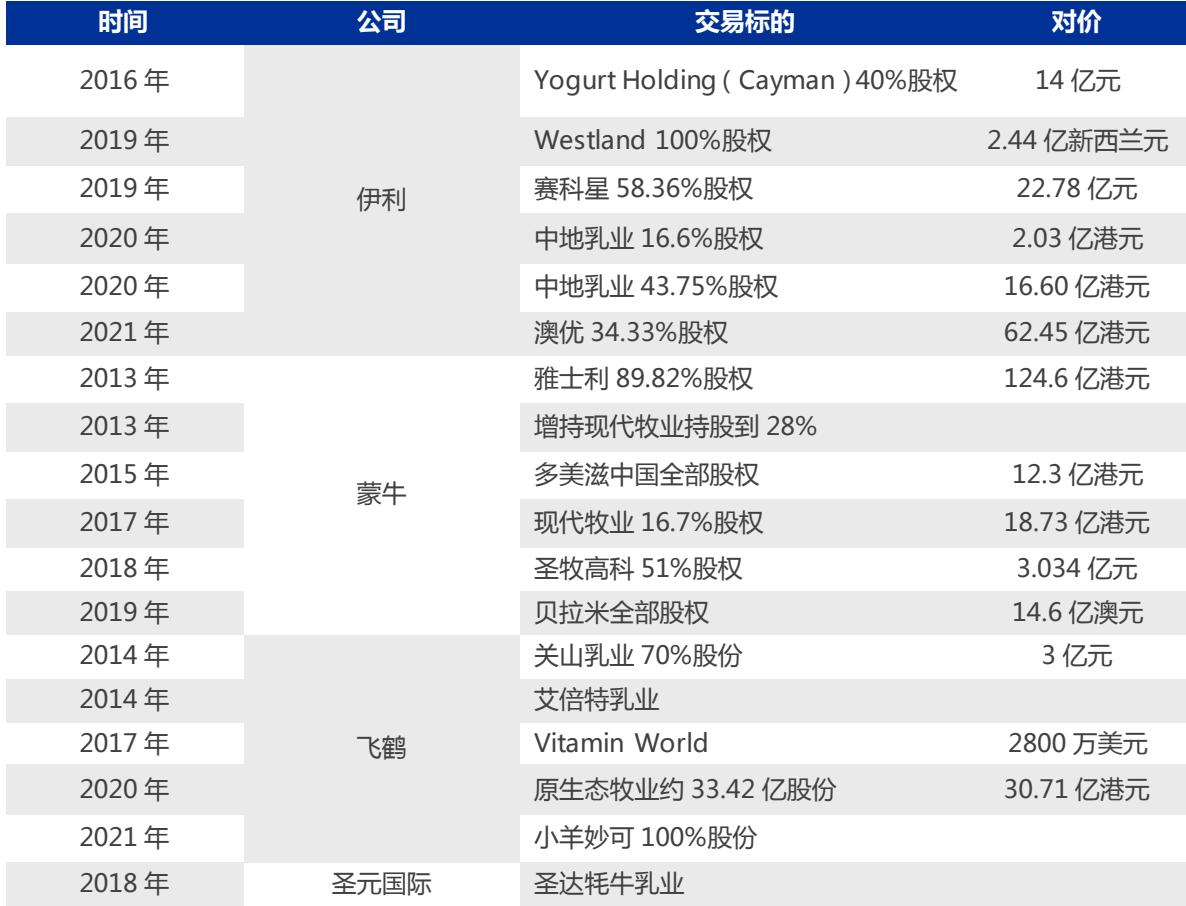 时间 公司 交易标的 对价
2016 年 Yogurt Holding ( Cayman ) 40%股权 14 亿元
2019 年 Westland 100%股权 2.44 亿新西兰元
2019 年 赛科星 58.36%股权 22.78 亿元
伊利
2020 年 中地乳业 16.6%股权 2.03 亿港元
2020 年 中地乳业 43.75%股权 16.60 亿港元
2021 年 澳优 34.33%股权 62.45 亿港元
2013 年 雅士利 89.82%股权 124.6 亿港元
2013 年 增持现代牧业持股到 28%
2015 年 多美滋中国全部股权 12.3 亿港元
蒙牛
2017 年 现代牧业 16.7%股权 18.73 亿港元
2018 年 圣牧高科 51%股权 3.034 亿元
2019 年 贝拉米全部股权 14.6 亿澳元
2014 年 关山乳业 70%股份 3 亿元
2014 年 艾倍特乳业
2017 年 飞鹤 Vitamin World 2800 万美元
2020 年 原生态牧业约 33.42 亿股份 30.71 亿港元
2021 年 小羊妙可 100%股份
2018 年 圣元国际 圣达牦牛乳业